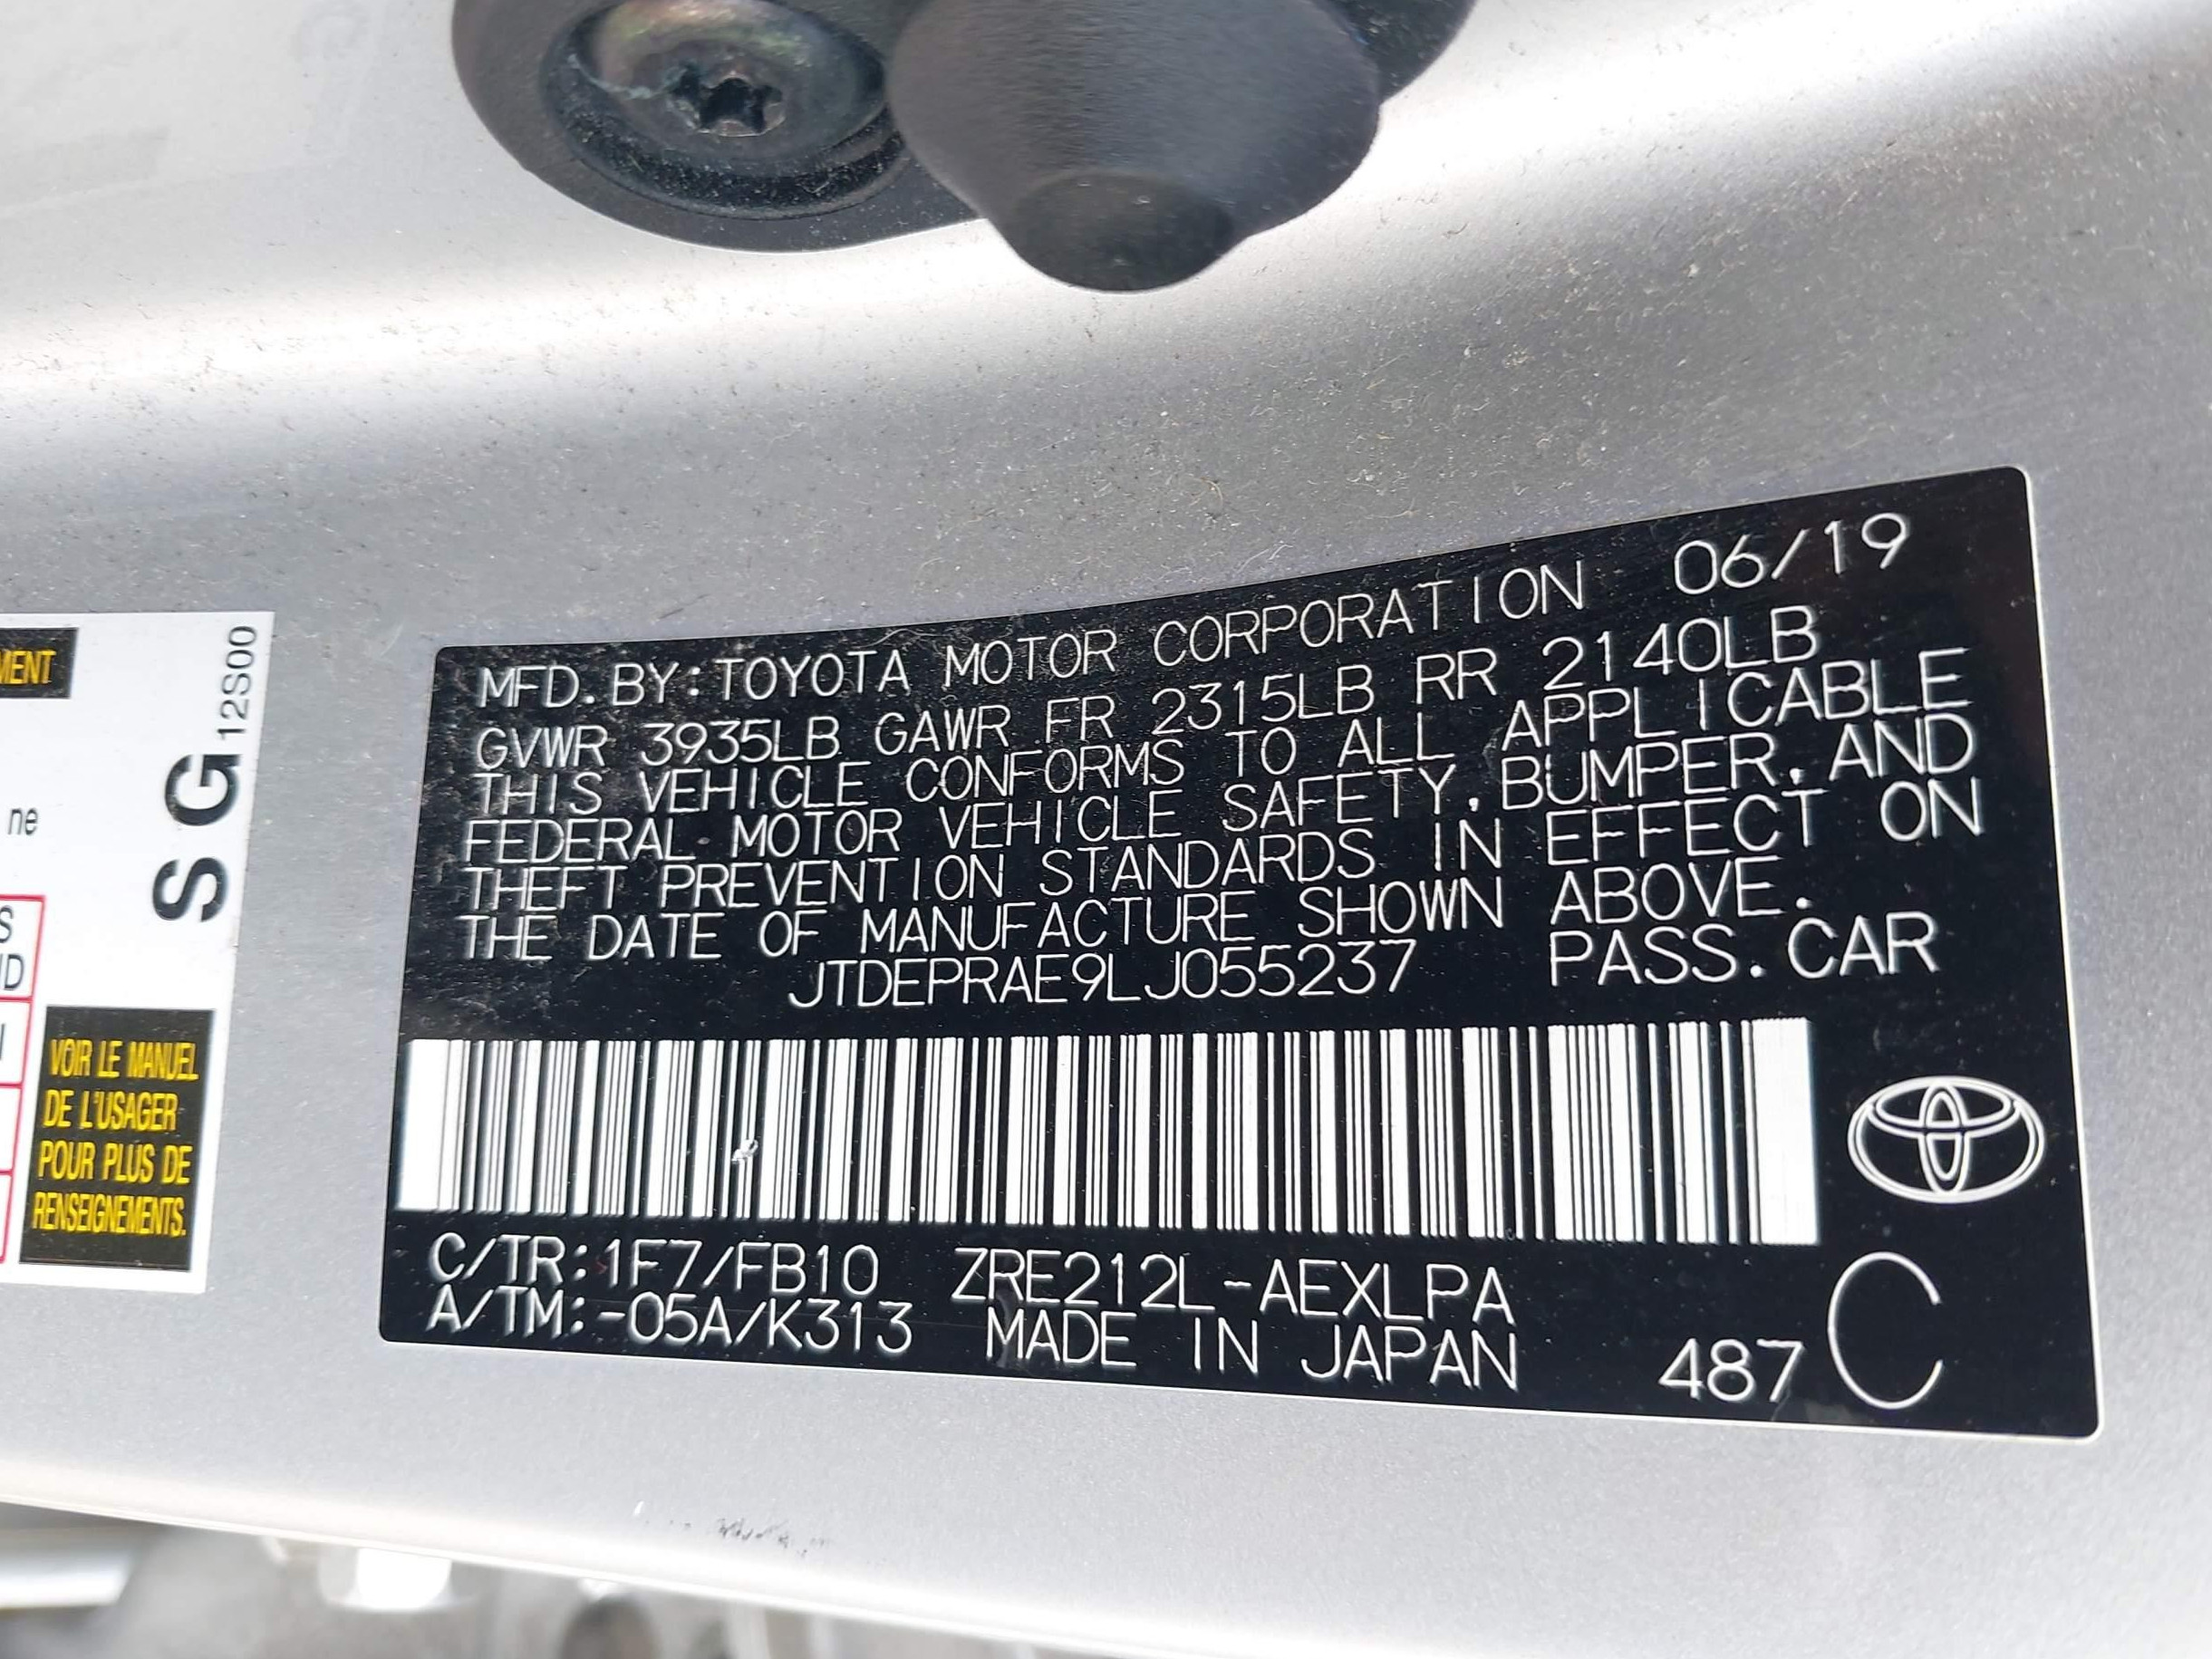 MENT
12S00
S G
ne
S
ND
VOIR LE MANUEL
DE L'USAGER
POUR PLUS DE
RENSEIGNEMENTS.
MFD. BY: TOYOTA MOTOR CORPORATION 06/19
GVWR 3935LB GAWR FR 2315LB RR 2140LB
THIS VEHICLE CONFORMS TO ALL APPLICABLE
FEDERAL MOTOR VEHICLE SAFETY, BUMPER, AND
THEFT PREVENTION STANDARDS IN EFFECT ON
THE DATE OF MANUFACTURE SHOWN ABOVE.
JTDEPRAE9LJ055237 PASS. CAR
C/TR: 1F7/FB10 ZRE212L-AEXLPA
A/TM: -05A/K313 MADE IN JAPAN 487 C